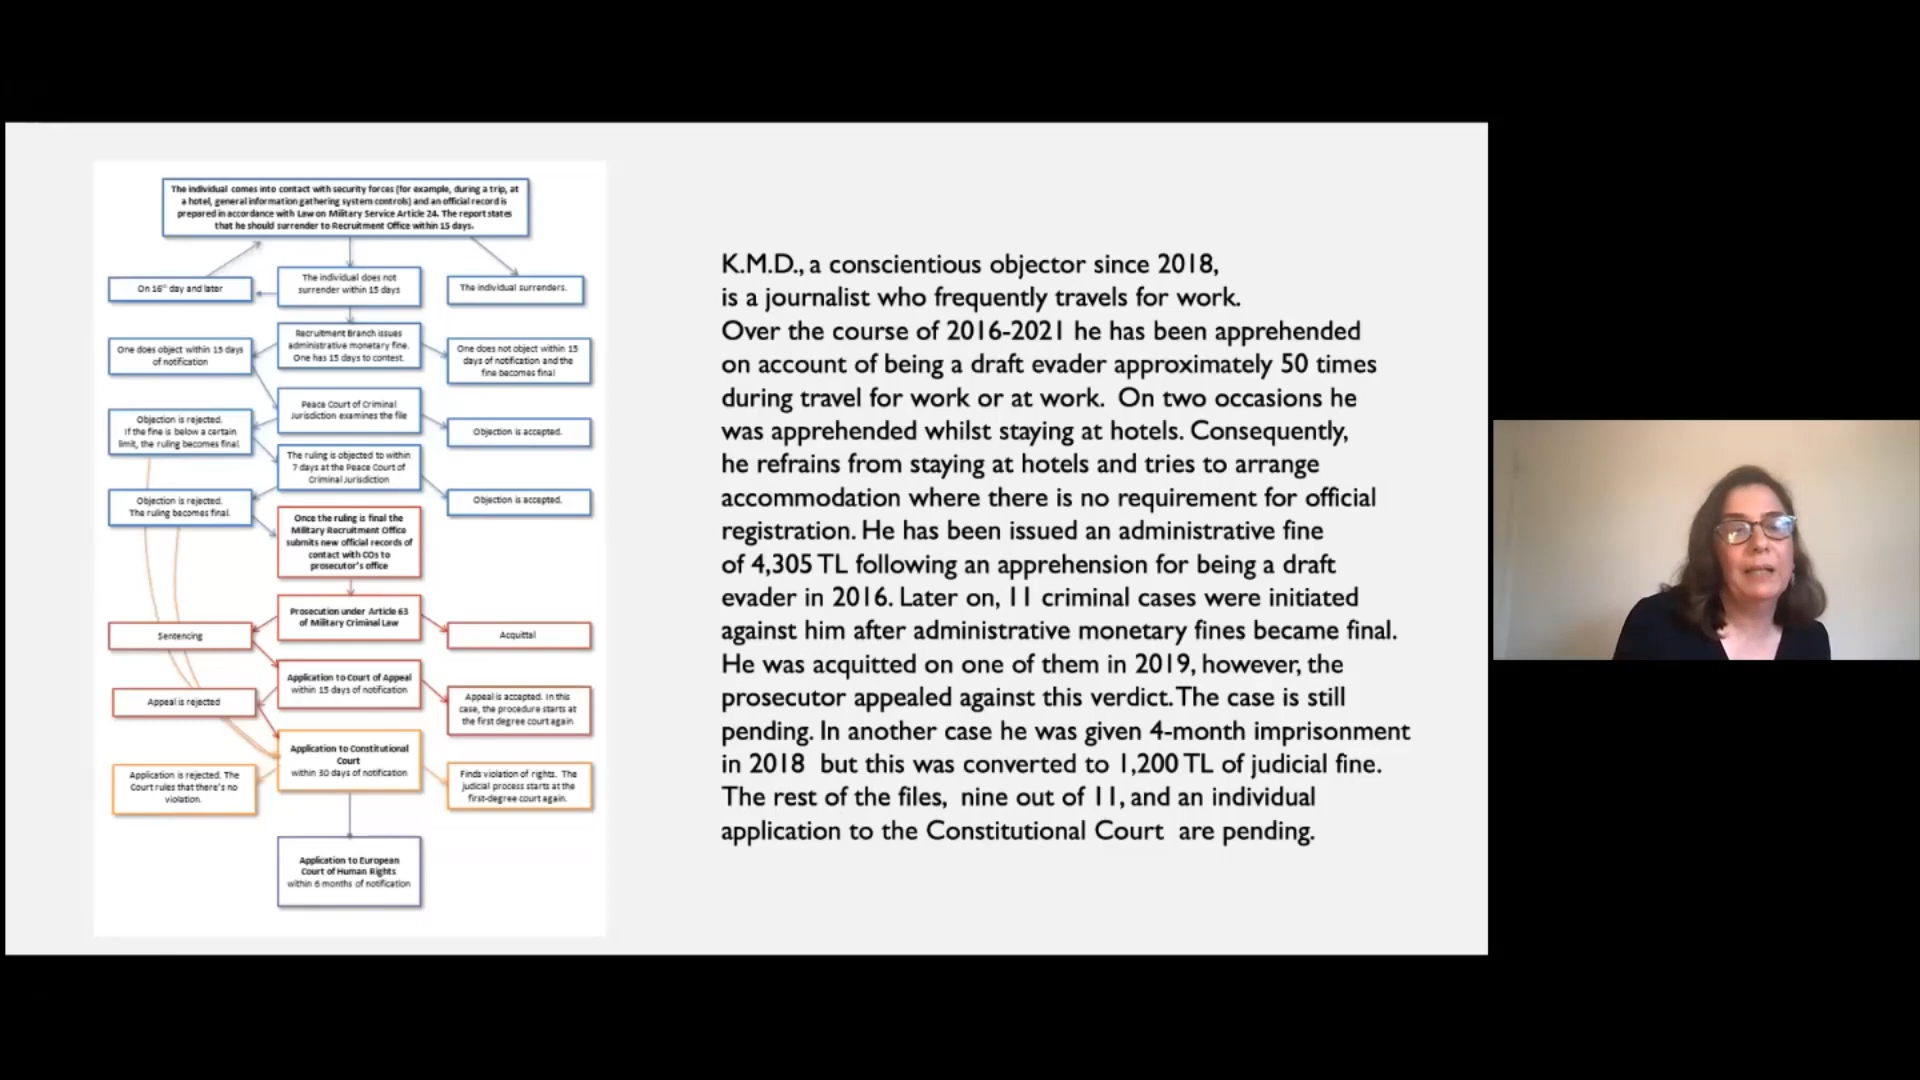 The individual comes into contact with security forces (for example, during a trip, at
a hotel, general information gathering system controls) and an official record is
prepared in accordance with Law on Military Service Article 24. The report states
that he should surrender to Recruitment Office within 15 days.
On 16th day and later
The individual does not
surrender within 15 days
The individual surrenders.
Recruitment Branch issues
administrative monetary fine.
One has 15 days to contest.
One does object within 15 days
of notification
One does not object within 15
days of notification and the
fine becomes final
Peace Court of Criminal
Jurisdiction examines the file
Objection is rejected.
If the fine is below a certain
limit, the ruling becomes final.
Objection is accepted.
The ruling is objected to within
7 days at the Peace Court of
Criminal Jurisdiction
Objection is rejected.
The ruling becomes final.
Objection is accepted.
Once the ruling is final the
Military Recruitment Office
submits new official records of
contact with COs to
prosecutor's office
Prosecution under Article 63
of Military Criminal Law
Sentencing
Acquittal
Application to Court of Appeal
within 15 days of notification
Appeal is rejected
Appeal is accepted. In this
case, the procedure starts at
the first degree court again
Application to Constitutional
Court
within 30 days of notification
Application is rejected. The
Court rules that there's no
violation.
Finds violation of rights. The
judicial process starts at the
first-degree court again.
Application to European
Court of Human Rights
within 6 months of notification
K.M.D., a conscientious objector since 2018,
is a journalist who frequently travels for work.
Over the course of 2016-2021 he has been apprehended
on account of being a draft evader approximately 50 times
during travel for work or at work. On two occasions he
was apprehended whilst staying at hotels. Consequently,
he refrains from staying at hotels and tries to arrange
accommodation where there is no requirement for official
registration. He has been issued an administrative fine
of 4,305 TL following an apprehension for being a draft
evader in 2016. Later on, 11 criminal cases were initiated
against him after administrative monetary fines became final.
He was acquitted on one of them in 2019, however, the
prosecutor appealed against this verdict. The case is still
pending. In another case he was given 4-month imprisonment
in 2018 but this was converted to 1,200 TL of judicial fine.
The rest of the files, nine out of 11, and an individual
application to the Constitutional Court are pending.